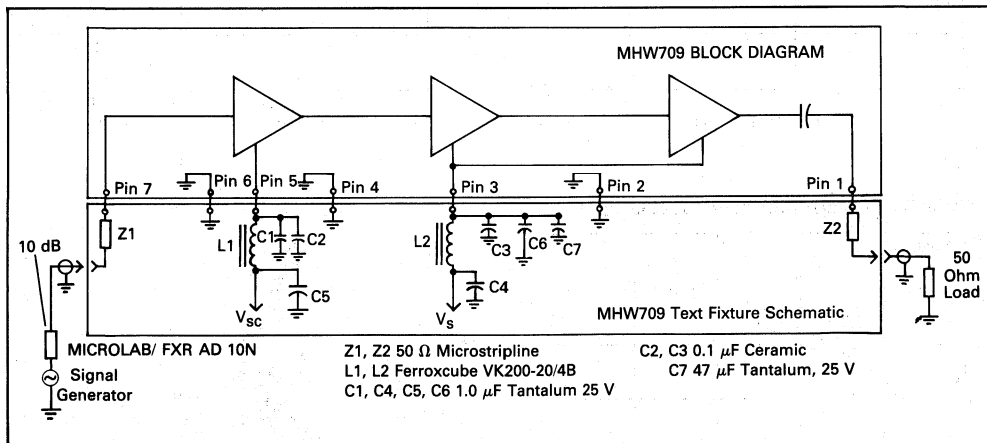 MHW709 BLOCK DIAGRAM
Pin 7
Pin 6
Pin 5
Pin 4
Pin 3
Pin 2
Pin 1
Z1
L1
C1
C2
C5
VSC
L2
C3
C6
C7
C4
VS
Z2
10 dB
50
Ohm
Load
MHW709 Text Fixture Schematic
MICROLAB/ FXR AD 10N
Signal
Generator
Z1, Z2 50 Ω Microstripline
L1, L2 Ferroxcube VK200-20/4B
C1, C4, C5, C6 1.0 μF Tantalum 25 V
C2, C3 0.1 μF Ceramic
C7 47 μF Tantalum, 25 V